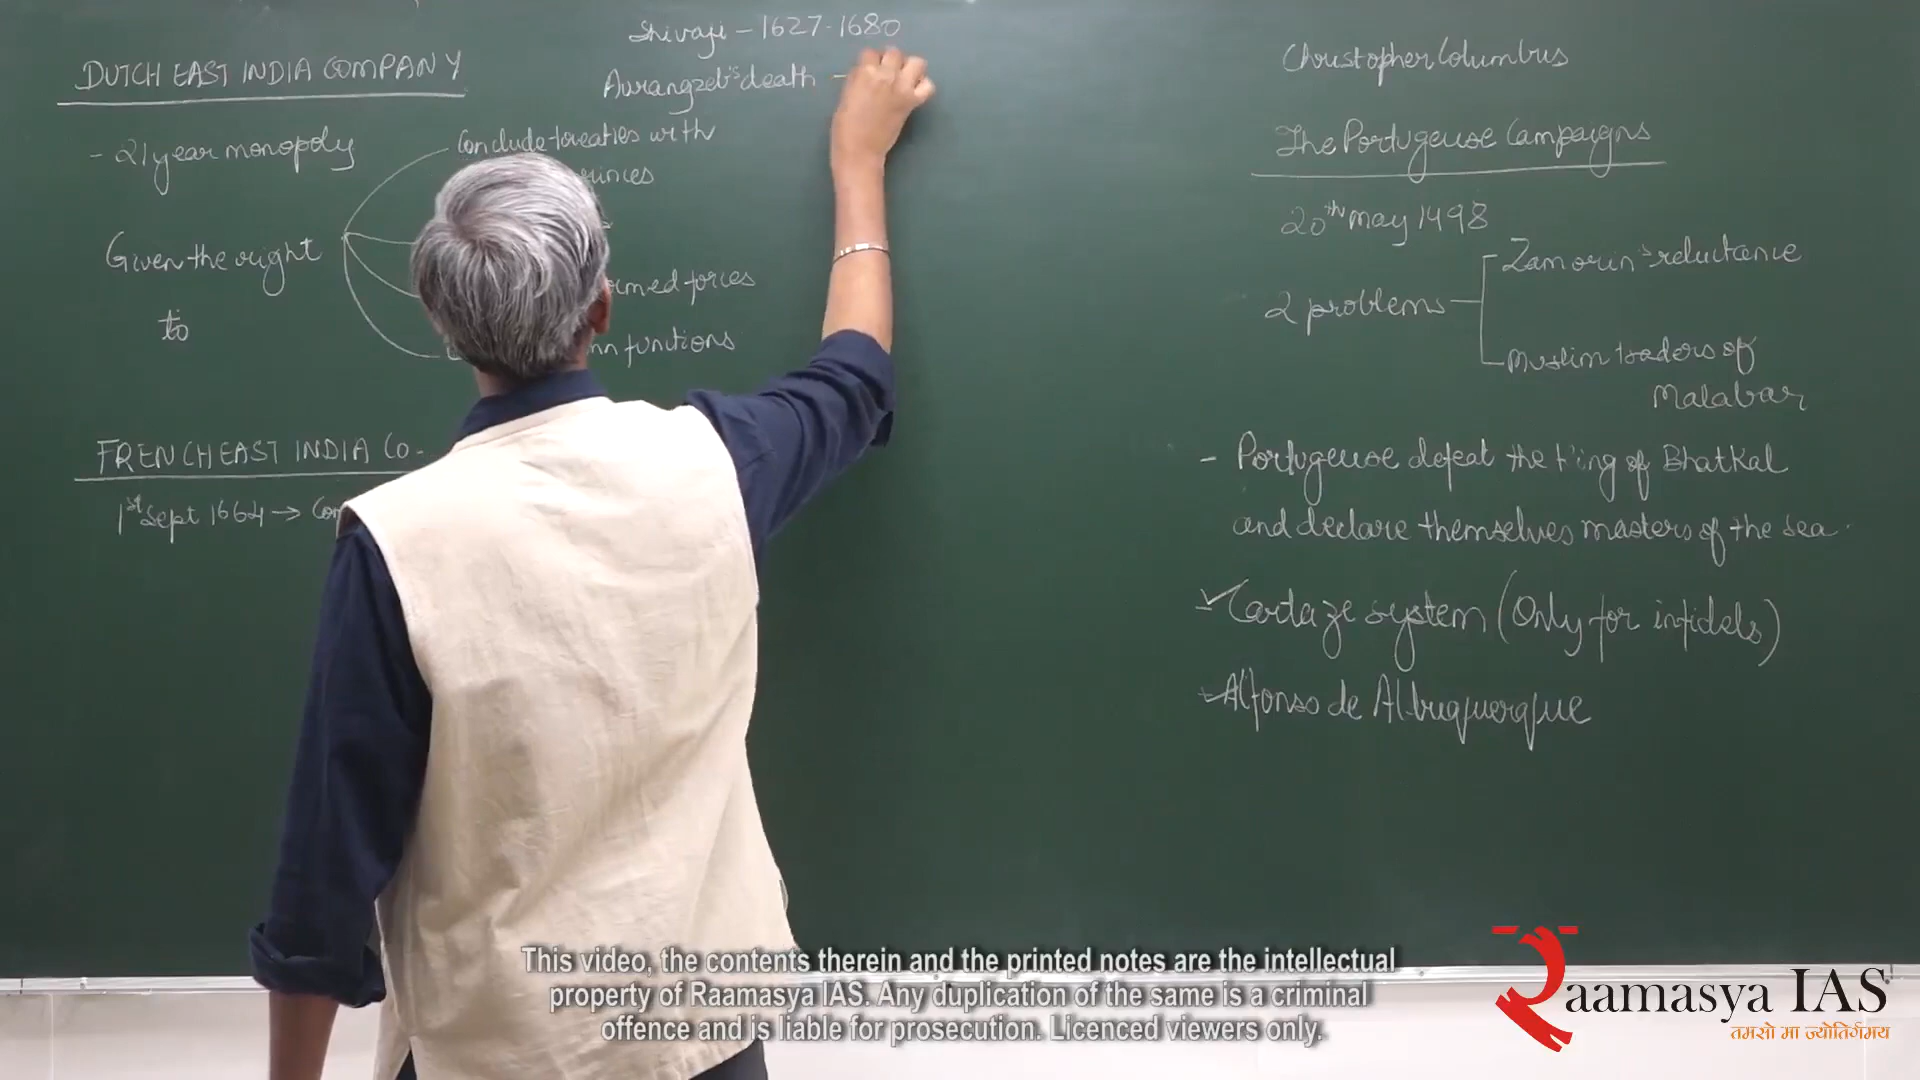 Shivaji - 1627-1680
Aurangzeb's death -
DUTCH EAST INDIA COMPANY
- 21 year monopoly
Conclude treaties with
Given the right
to
functions
FRENCH EAST INDIA CO-
1st Sept 1664 →
Christopher Columbus
The Portugeuse Campaigns
20th May 1498
2 problems
Zamorin's reluctance
Muslim traders of
Malabar
- Portugeuse defeat the King of Bhatkal
and declare themselves masters of the sea.
Cartaze system (Only for infidels)
Alfonso de Albuquerque
This video, the contents therein and the printed notes are the intellectual
property of Raamasya IAS. Any duplication of the same is a criminal
offence and is liable for prosecution. Licenced viewers only.
Raamasya IAS
तमसो मा ज्योतिर्गमय